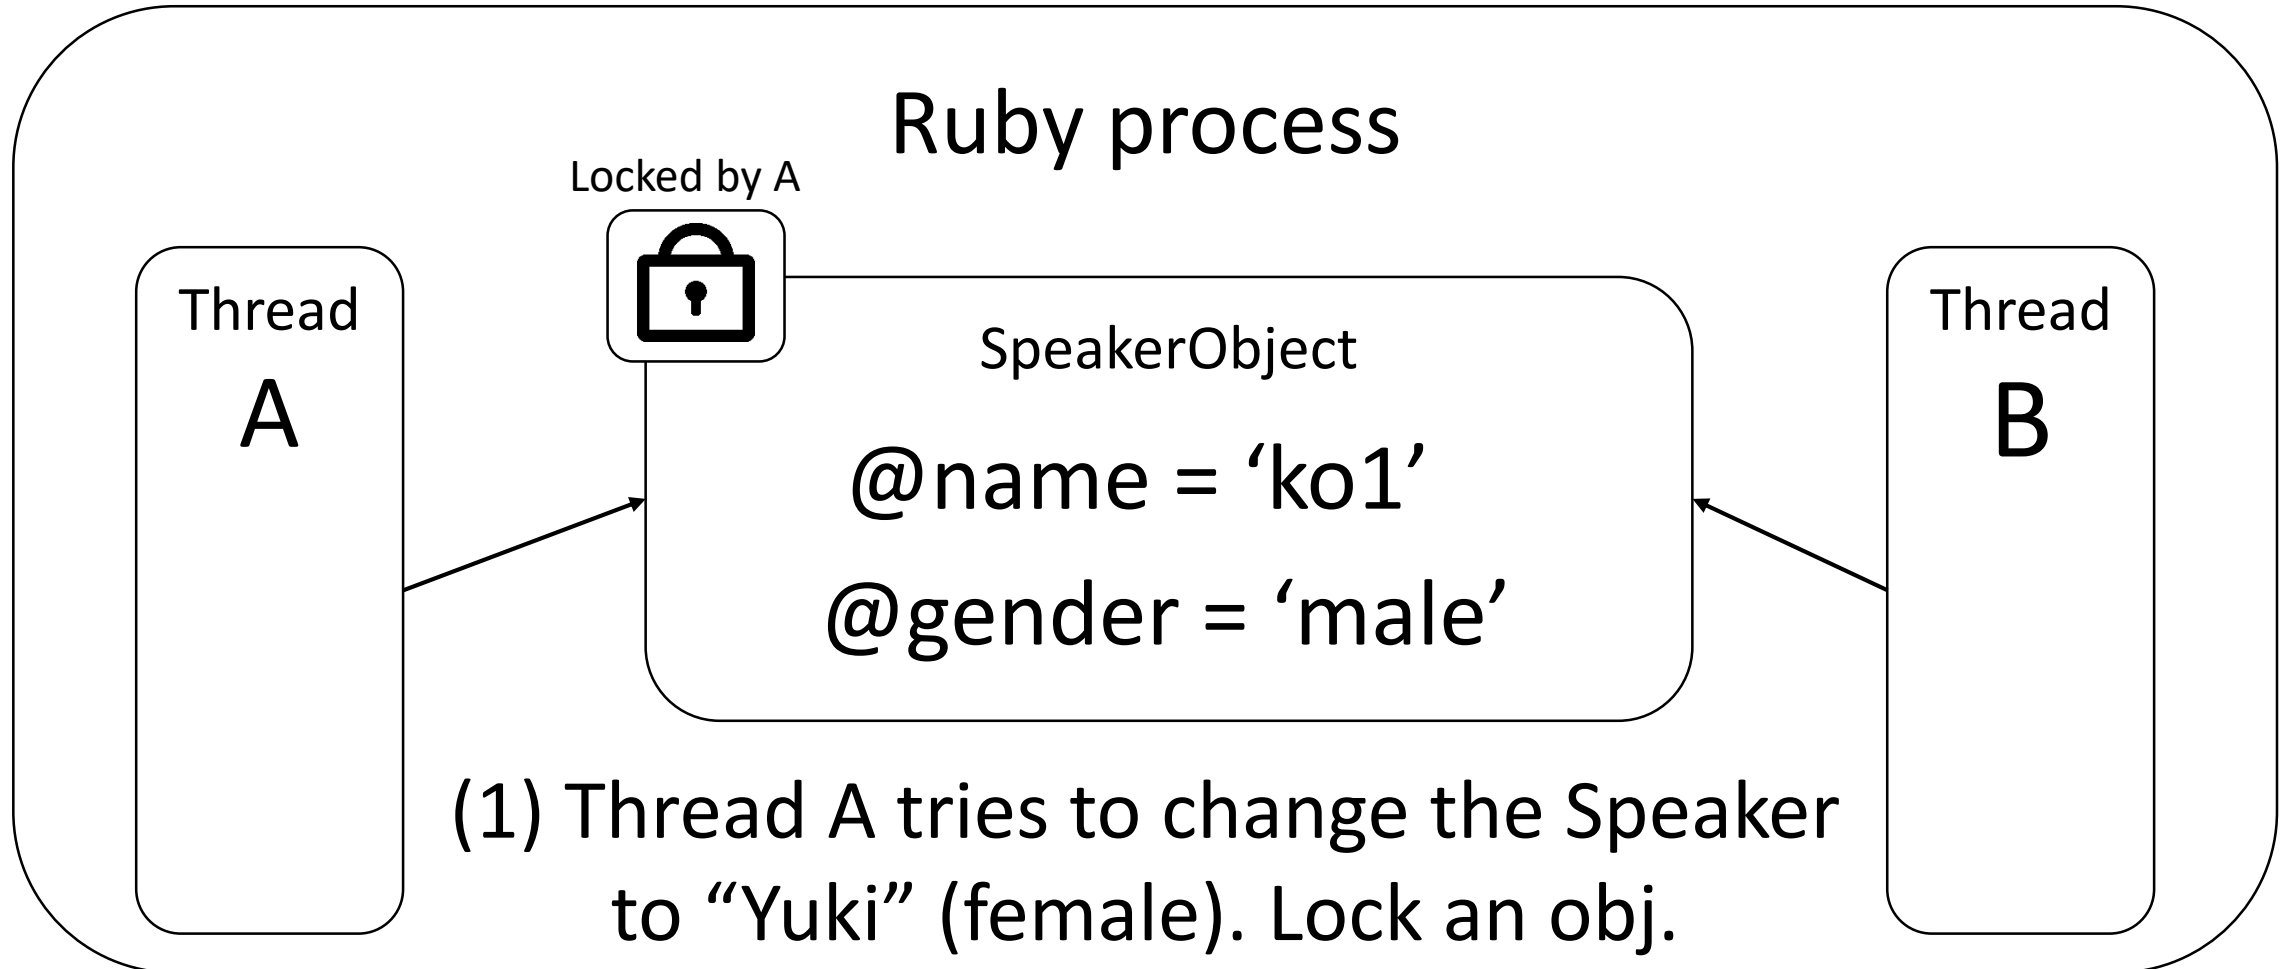 Ruby process
Locked by A
Thread
A
SpeakerObject
@name = ‘ko1’
@gender = ‘male’
Thread
B
(1) Thread A tries to change the Speaker
to “Yuki” (female). Lock an obj.